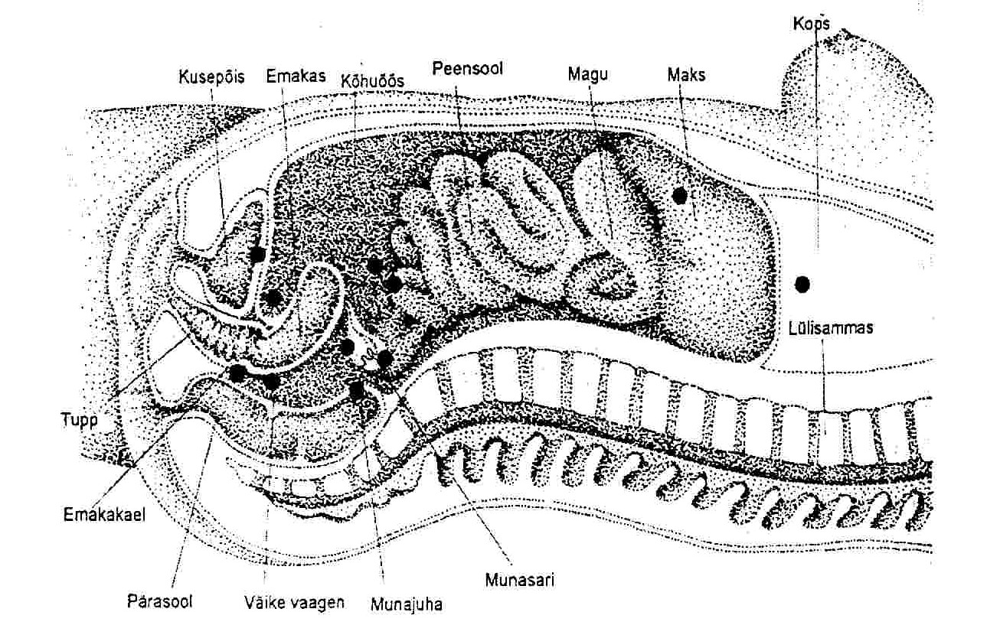 Kops
Kusepõis
Emakas
Kõhuõõs
Peensool
Magu
Maks
Lülisammas
Tupp
Emakakael
Pärasool
Väike vaagen
Munajuha
Munasari